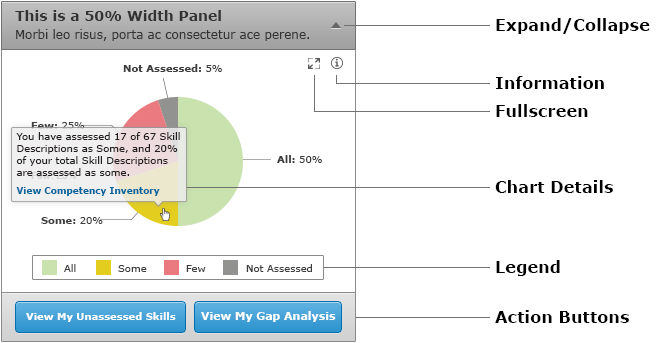 This is a 50% Width Panel
Morbi leo risus, porta ac consectetur ace perene.
Expand/Collapse
Not Assessed: 5%
Information
Fullscreen
Few: 25%
You have assessed 17 of 67 Skill
Descriptions as Some, and 20%
of your total Skill Descriptions
are assessed as some.
View Competency Inventory
All: 50%
Chart Details
Some: 20%
All
Some
Few
Not Assessed
Legend
View My Unassessed Skills
View My Gap Analysis
Action Buttons